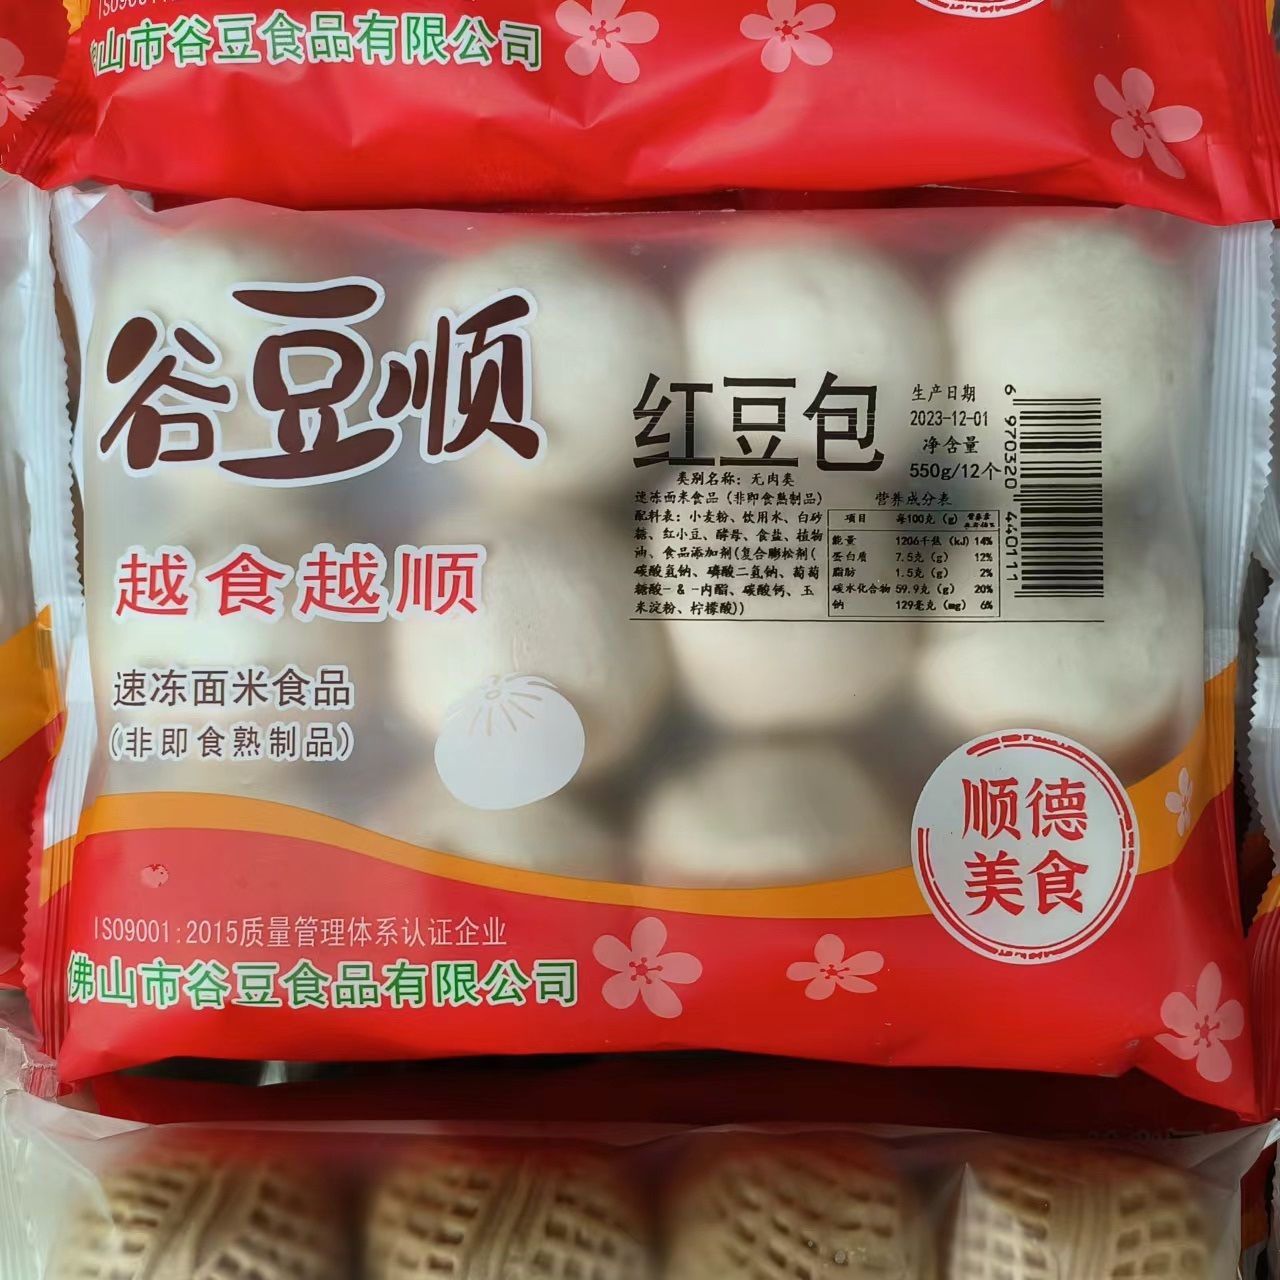 山市谷豆食品有限公司
谷豆顺
越食越顺
速冻面米食品
(非即食熟制品)
红豆包
类别名称：无肉类
速冻面米食品（非即食熟制品）
配料表：小麦粉、饮用水、白砂
糖、红小豆、酵母、食盐、植物
油、食品添加剂(复合膨松剂(
碳酸氢钠、磷酸二氢钠、葡萄
糖酸-&-内酯、碳酸钙、玉
米淀粉、柠檬酸))
生产日期
2023-12-01
净含量
550g/12个
营养成分表
项目 每100克（g）
能量 1206千焦（kJ）14%
蛋白质 7.5克（g） 12%
脂肪 1.5克（g） 2%
碳水化合物 59.9克（g） 20%
钠 129毫克（mg） 6%
6 970320 440111
顺德
美食
ISO9001:2015质量管理体系认证企业
佛山市谷豆食品有限公司